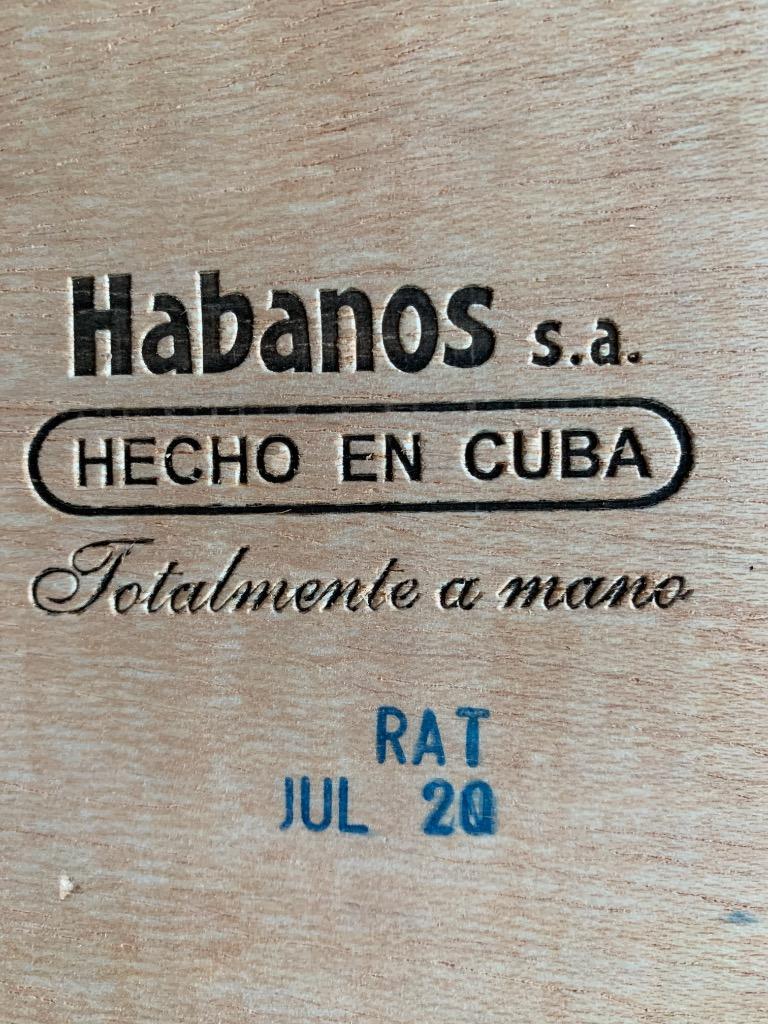 Habanos s.a.
HECHO EN CUBA
Totalmente a mano
RAT
JUL 20